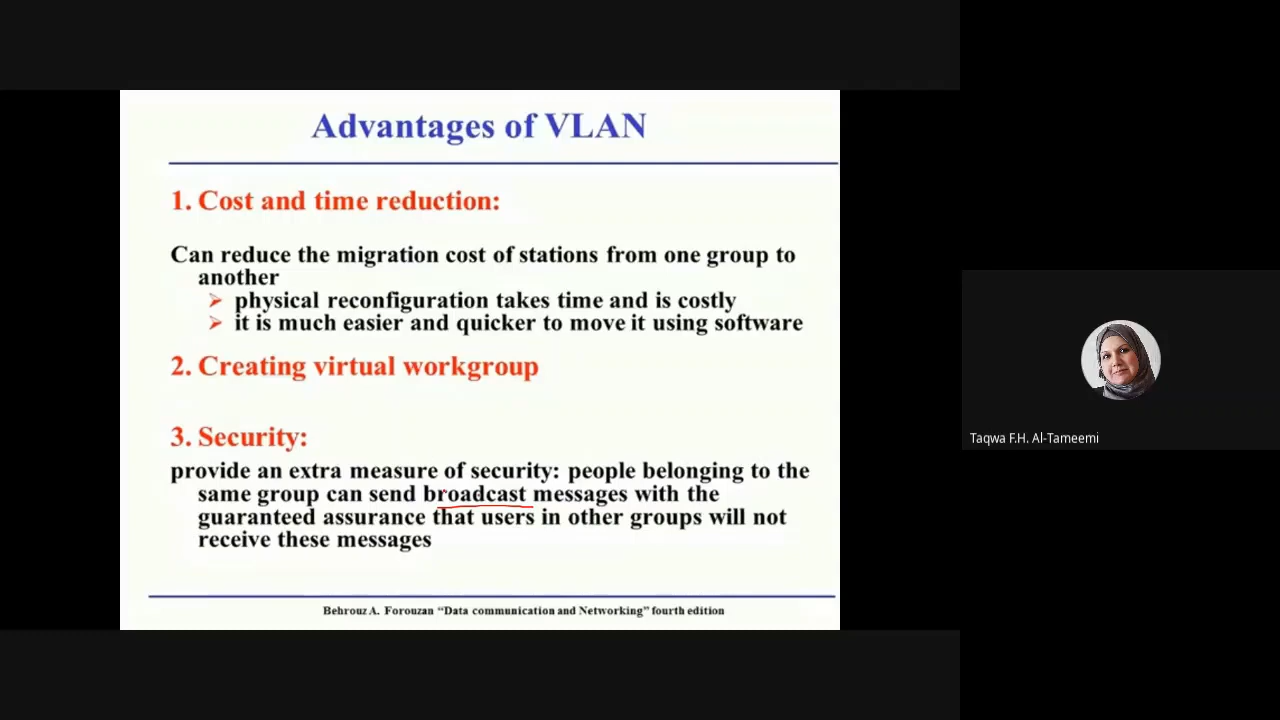 Advantages of VLAN
1. Cost and time reduction:
Can reduce the migration cost of stations from one group to
another
physical reconfiguration takes time and is costly
it is much easier and quicker to move it using software
2. Creating virtual workgroup
3. Security:
provide an extra measure of security: people belonging to the
same group can send broadcast messages with the
guaranteed assurance that users in other groups will not
receive these messages
Behrouz A. Forouzan “Data communication and Networking” fourth edition
Taqwa F.H. Al-Tameemi